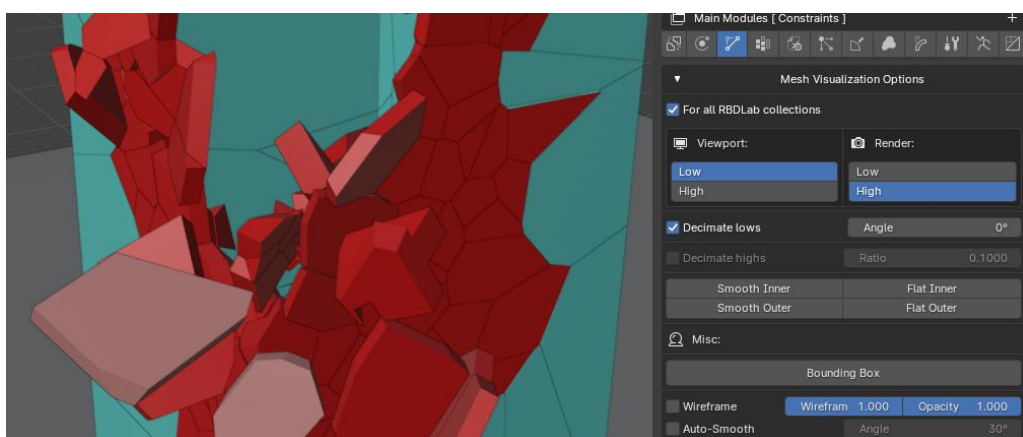 Main Modules [ Constraints ] +
Mesh Visualization Options
For all RBDLab collections
Viewport: Render:
Low Low
High High
Decimate lows Angle 0°
Decimate highs Ratio 0.1000
Smooth Inner Flat Inner
Smooth Outer Flat Outer
Misc:
Bounding Box
Wireframe Wirefram 1.000 Opacity 1.000
Auto-Smooth Angle 30°